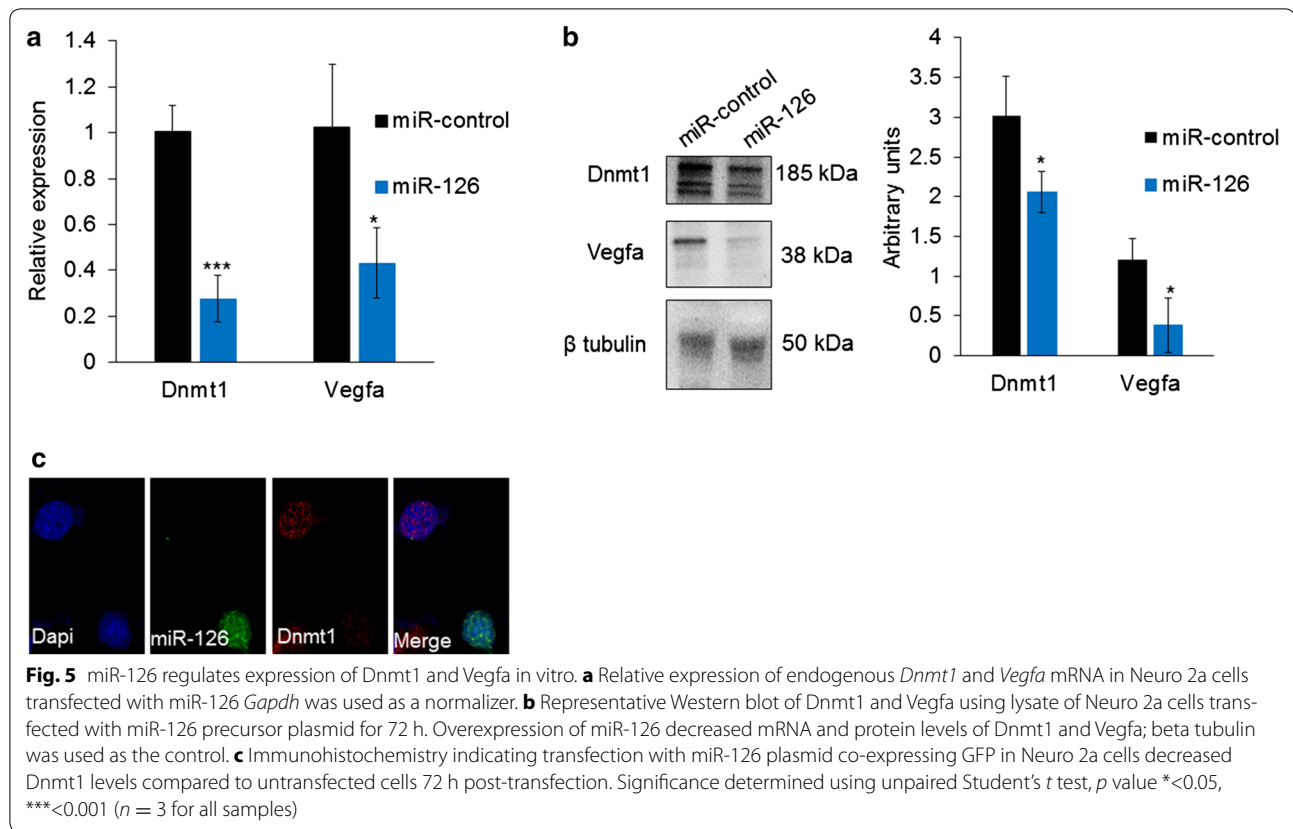 a
1.4
1.2
1
0.8
0.6
0.4
0.2
0
Relative expression
miR-control
miR-126
***
*
Dnmt1 Vegfa
b
miR-control miR-126
Dnmt1 185 kDa
Vegfa 38 kDa
β tubulin 50 kDa
4
3.5
3
2.5
2
1.5
1
0.5
0
Arbitrary units
miR-control
miR-126
*
*
Dnmt1 Vegfa
c
Dapi miR-126 Dnmt1 Merge
Fig. 5 miR-126 regulates expression of Dnmt1 and Vegfa in vitro. a Relative expression of endogenous Dnmt1 and Vegfa mRNA in Neuro 2a cells
transfected with miR-126 Gapdh was used as a normalizer. b Representative Western blot of Dnmt1 and Vegfa using lysate of Neuro 2a cells trans-
fected with miR-126 precursor plasmid for 72 h. Overexpression of miR-126 decreased mRNA and protein levels of Dnmt1 and Vegfa; beta tubulin
was used as the control. c Immunohistochemistry indicating transfection with miR-126 plasmid co-expressing GFP in Neuro 2a cells decreased
Dnmt1 levels compared to untransfected cells 72 h post-transfection. Significance determined using unpaired Student's t test, p value *<0.05,
***<0.001 (n = 3 for all samples)